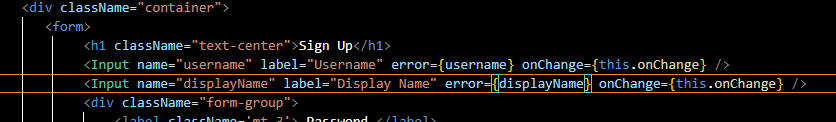 <div className="container">
<form>
<h1 className="text-center">Sign Up</h1>
<Input name="username" label="Username" error={username} onChange={this.onChange} />
<Input name="displayName" label="Display Name" error={displayName} onChange={this.onChange} />
<div className="form-group">
<label className='mt-3'> Password </label>